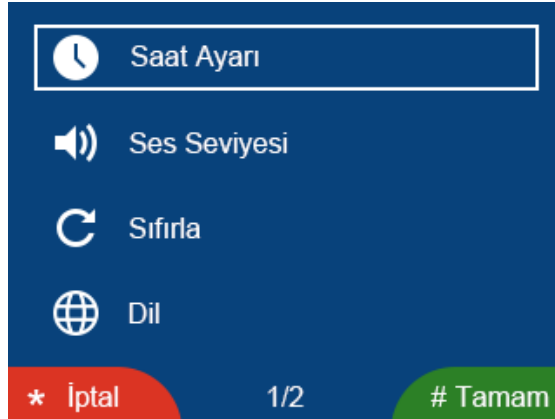 Saat Ayarı
Ses Seviyesi
Sıfırla
Dil
* İptal 1/2 # Tamam